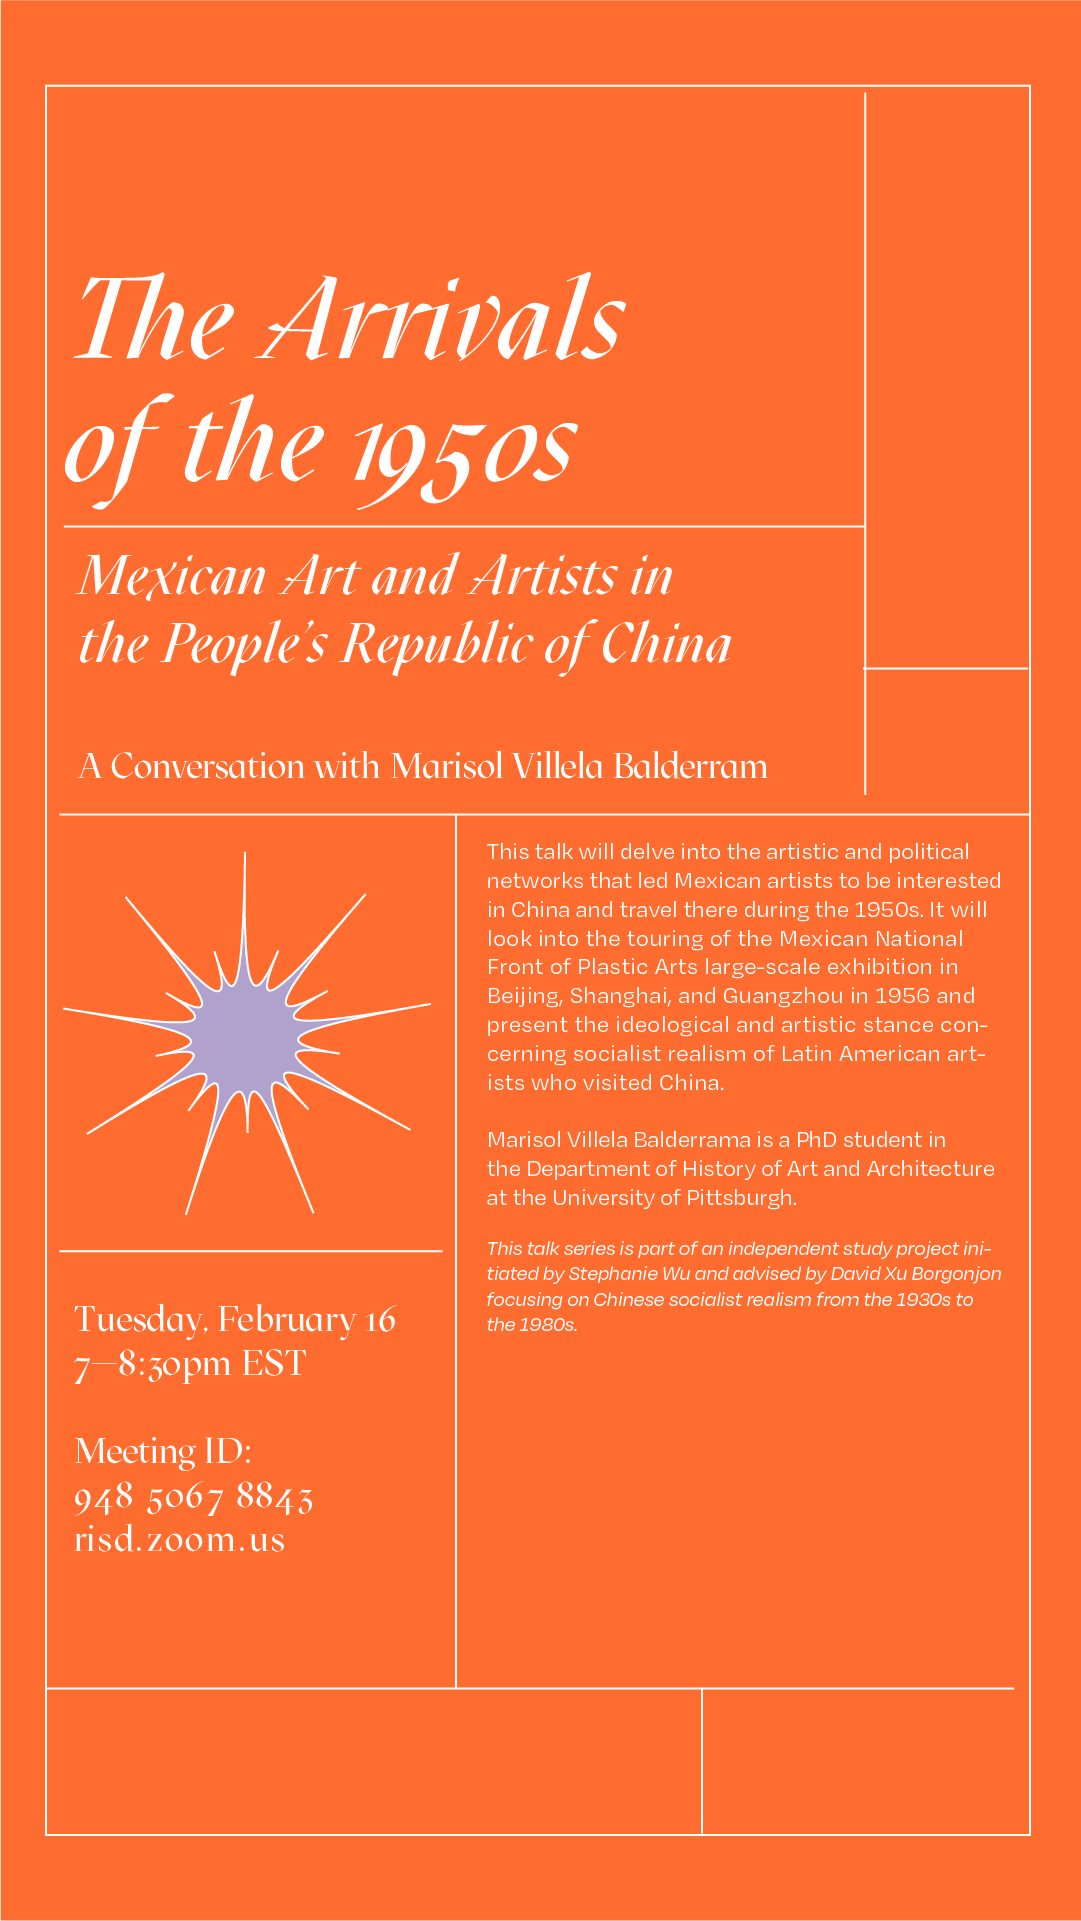 The Arrivals
of the 1950s
Mexican Art and Artists in
the People’s Republic of China
A Conversation with Marisol Villela Balderram
This talk will delve into the artistic and political
networks that led Mexican artists to be interested
in China and travel there during the 1950s. It will
look into the touring of the Mexican National
Front of Plastic Arts large-scale exhibition in
Beijing, Shanghai, and Guangzhou in 1956 and
present the ideological and artistic stance con-
cerning socialist realism of Latin American art-
ists who visited China.
Marisol Villela Balderrama is a PhD student in
the Department of History of Art and Architecture
at the University of Pittsburgh.
This talk series is part of an independent study project ini-
tiated by Stephanie Wu and advised by David Xu Borgonjon
focusing on Chinese socialist realism from the 1930s to
the 1980s.
Tuesday, February 16
7—8:30pm EST
Meeting ID:
948 5067 8843
risd.zoom.us